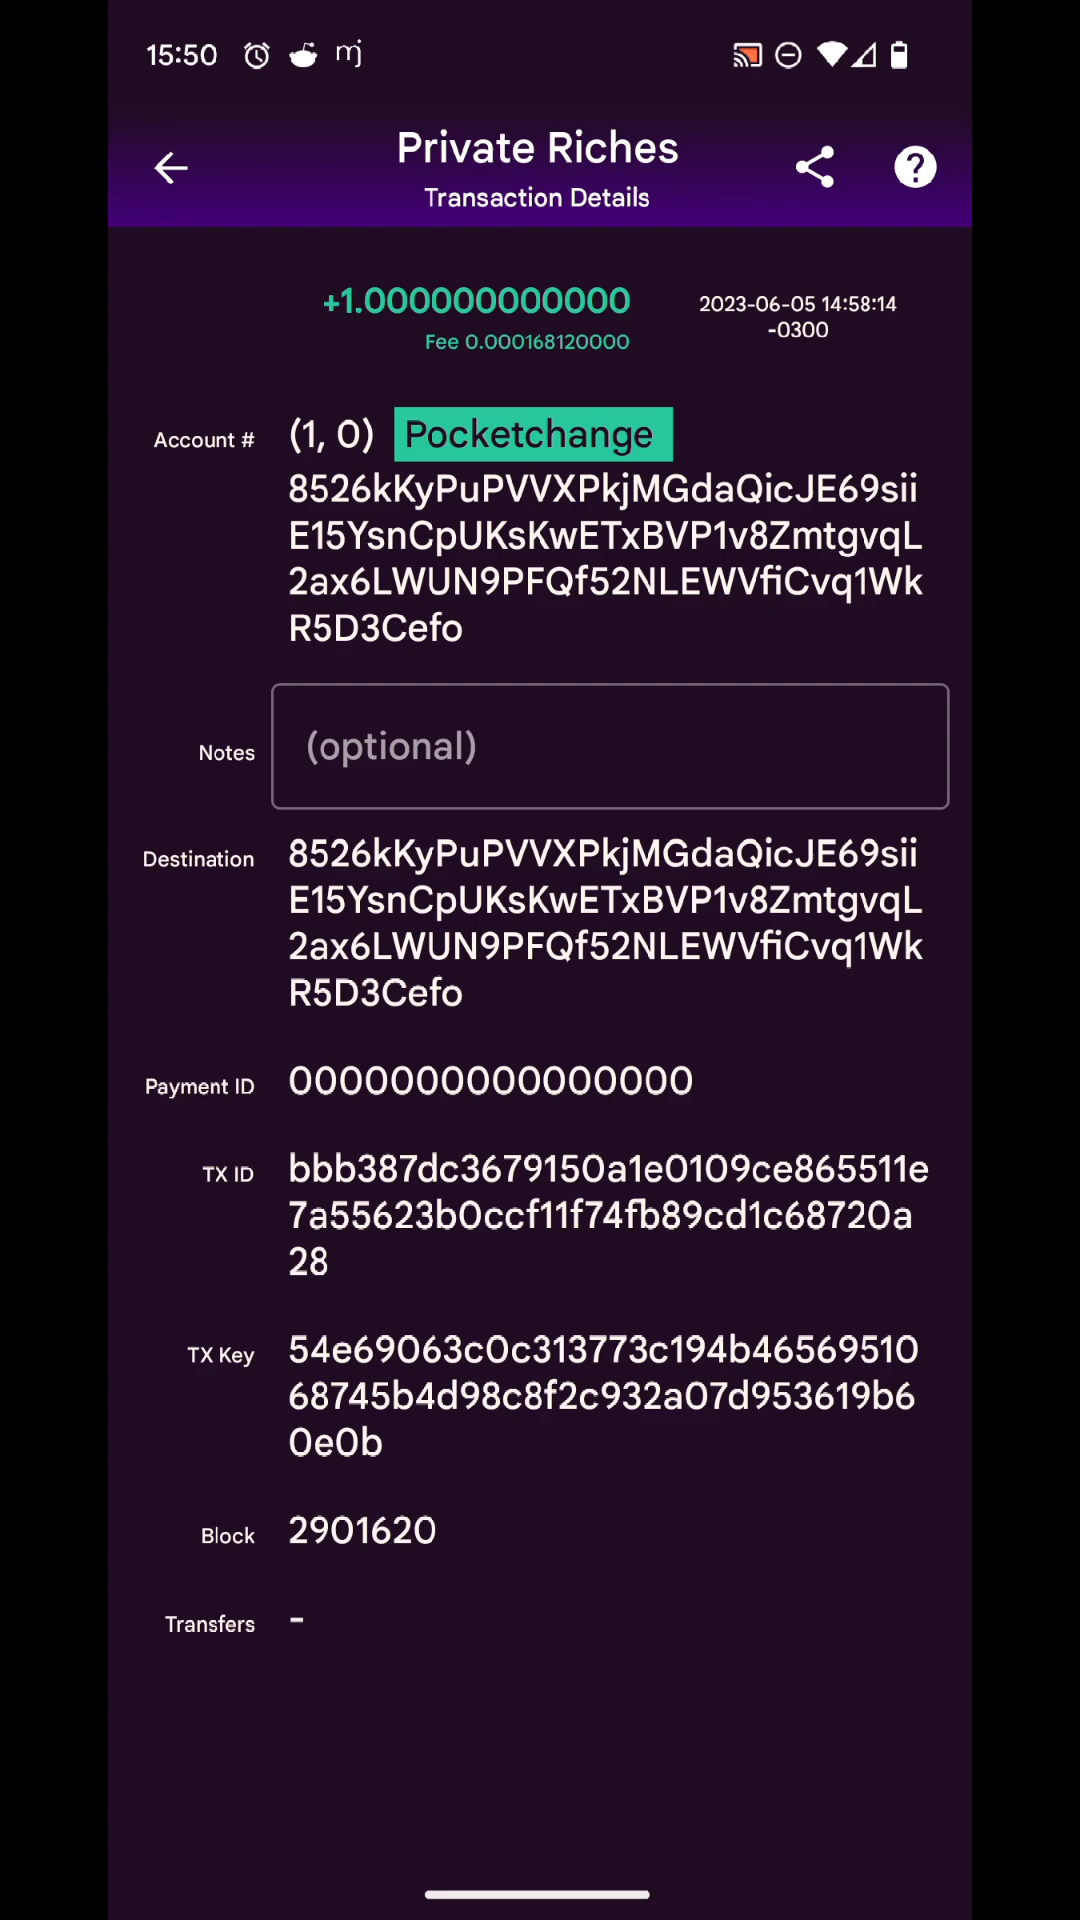 15:50 mj
Private Riches
Transaction Details
+1.000000000000
Fee 0.000168120000
2023-06-05 14:58:14
-0300
Account # (1, 0) Pocketchange
8526kKyPuPVVXPkjMGdaQicJE69sii
E15YsnCpUKsKwETxBVP1v8ZmtgvqL
2ax6LWUN9PFQf52NLEWVfiCvq1Wk
R5D3Cefo
Notes (optional)
Destination 8526kKyPuPVVXPkjMGdaQicJE69sii
E15YsnCpUKsKwETxBVP1v8ZmtgvqL
2ax6LWUN9PFQf52NLEWVfiCvq1Wk
R5D3Cefo
Payment ID 0000000000000000
TX ID bbb387dc3679150a1e0109ce865511e
7a55623b0ccf11f74fb89cd1c68720a
28
TX Key 54e69063c0c313773c194b46569510
68745b4d98c8f2c932a07d953619b6
0e0b
Block 2901620
Transfers -